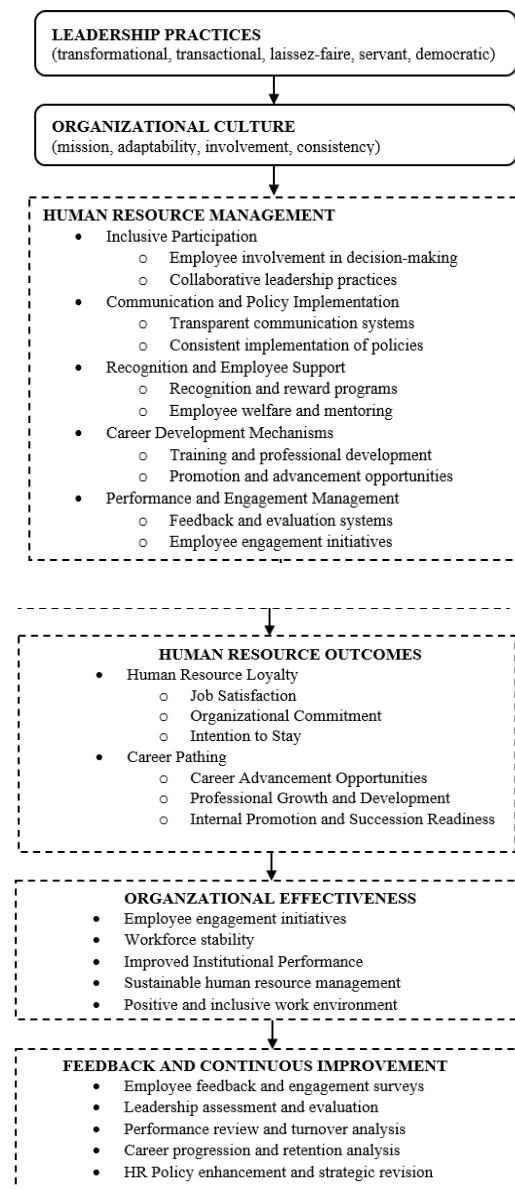 LEADERSHIP PRACTICES
(transformational, transactional, laissez-faire, servant, democratic)
ORGANIZATIONAL CULTURE
(mission, adaptability, involvement, consistency)
HUMAN RESOURCE MANAGEMENT
• Inclusive Participation
o Employee involvement in decision-making
o Collaborative leadership practices
• Communication and Policy Implementation
o Transparent communication systems
o Consistent implementation of policies
• Recognition and Employee Support
o Recognition and reward programs
o Employee welfare and mentoring
• Career Development Mechanisms
o Training and professional development
o Promotion and advancement opportunities
• Performance and Engagement Management
o Feedback and evaluation systems
o Employee engagement initiatives
HUMAN RESOURCE OUTCOMES
• Human Resource Loyalty
o Job Satisfaction
o Organizational Commitment
o Intention to Stay
• Career Pathing
o Career Advancement Opportunities
o Professional Growth and Development
o Internal Promotion and Succession Readiness
ORGANZATIONAL EFFECTIVENESS
• Employee engagement initiatives
• Workforce stability
• Improved Institutional Performance
• Sustainable human resource management
• Positive and inclusive work environment
FEEDBACK AND CONTINUOUS IMPROVEMENT
• Employee feedback and engagement surveys
• Leadership assessment and evaluation
• Performance review and turnover analysis
• Career progression and retention analysis
• HR Policy enhancement and strategic revision